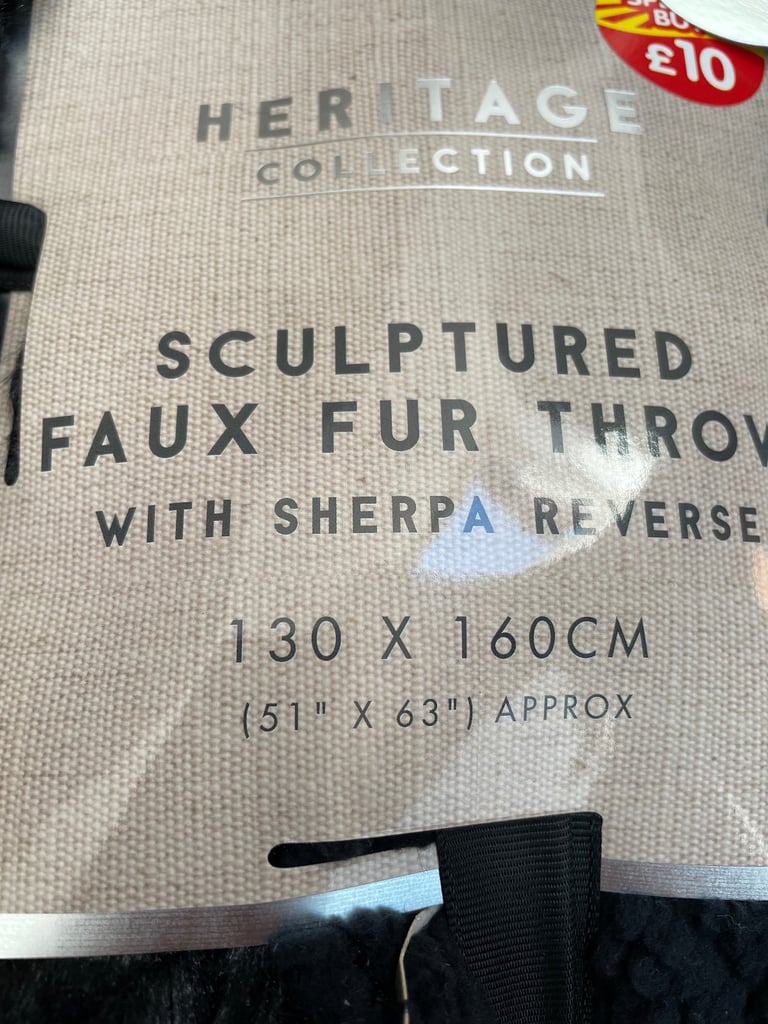 £10
HERITAGE
COLLECTION
SCULPTURED
FAUX FUR THROW
WITH SHERPA REVERSE
130 X 160CM
(51" X 63") APPROX